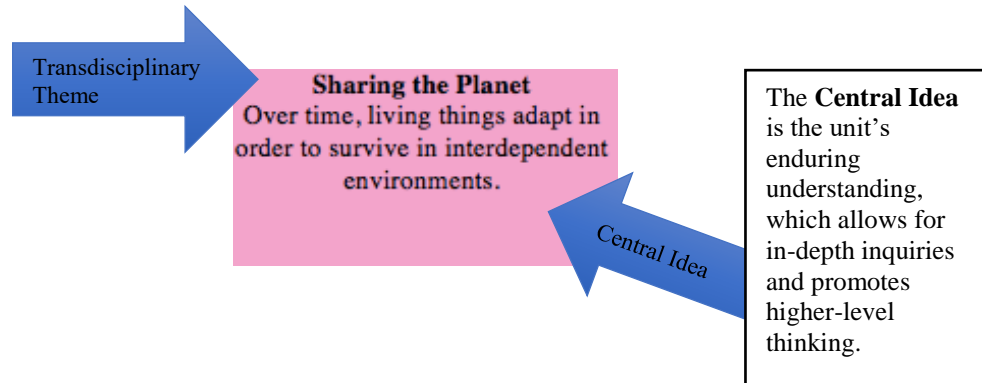 Transdisciplinary
Theme
Sharing the Planet
Over time, living things adapt in
order to survive in interdependent
environments.
Central Idea
The Central Idea
is the unit's
enduring
understanding,
which allows for
in-depth inquiries
and promotes
higher-level
thinking.